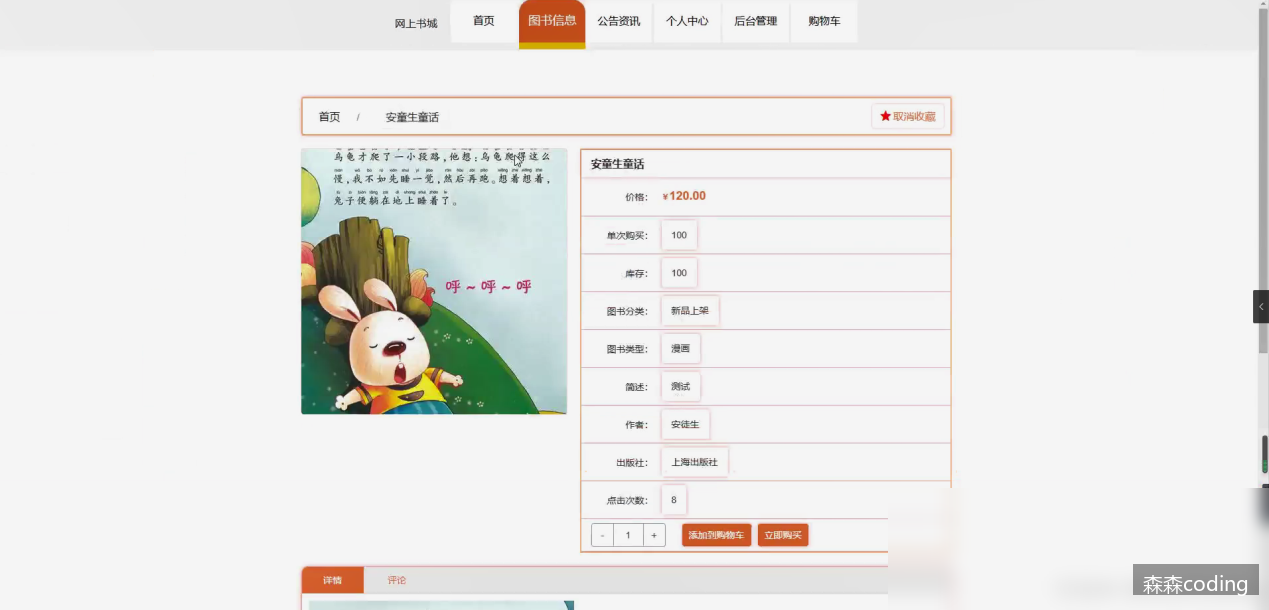 网上书城 首页 图书信息 公告资讯 个人中心 后台管理 购物车
首页 / 安童生童话 取消收藏
乌龟才爬了一小段路，他想：乌龟爬得这么
慢，我不如先睡一觉，然后再跑。想着想着，
兔子便躺在地上睡着了。
呼～呼～呼
安童生童话
价格： ¥120.00
单次购买： 100
库存： 100
图书分类： 新品上架
图书类型： 漫画
简述： 测试
作者： 安徒生
出版社： 上海出版社
点击次数： 8
- 1 + 添加到购物车 立即购买
详情 评论
森森coding